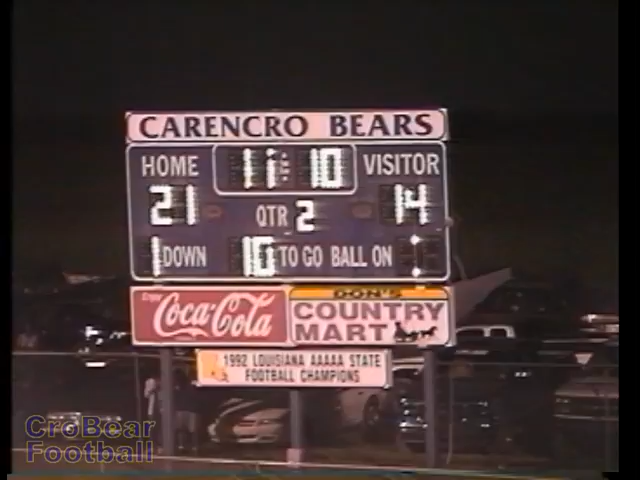 CARENCRO BEARS
HOME 11:10 VISITOR
21 QTR 2 14
1 DOWN 10 TO GO BALL ON
Enjoy
Coca-Cola
DON'S
COUNTRY
MART
1992 LOUISIANA AAAAA STATE
FOOTBALL CHAMPIONS
CroBear
Football